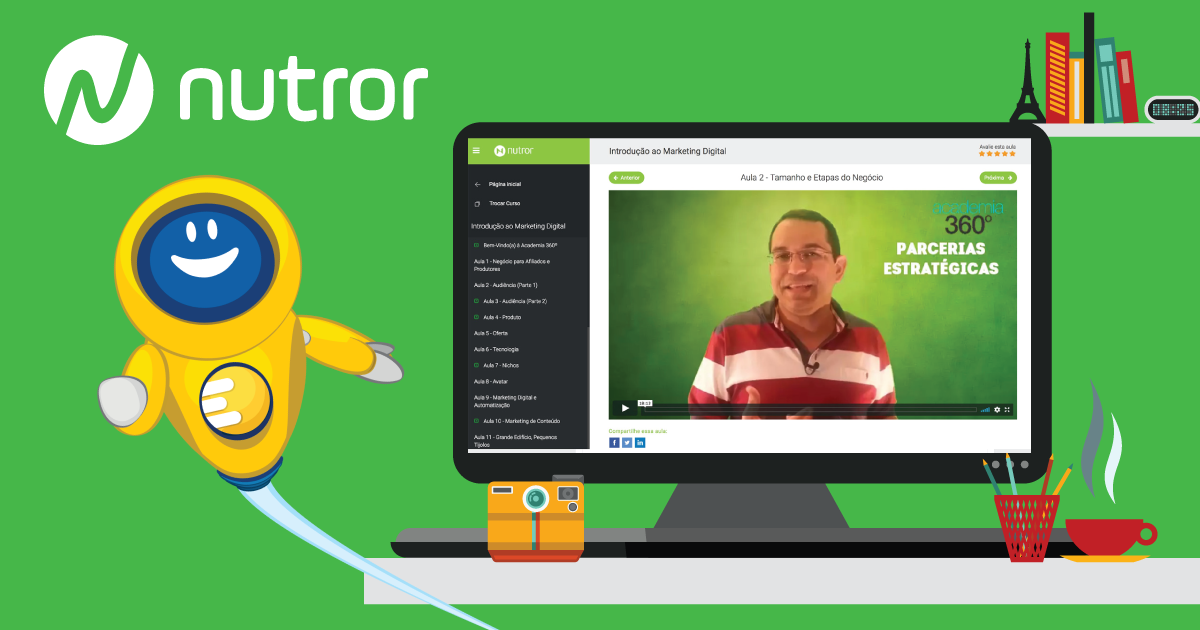 nutror
nutror
Introdução ao Marketing Digital
Avalie esta aula
Página Inicial
Trocar Curso
Anterior
Aula 2 - Tamanho e Etapas do Negócio
Próxima
Introdução ao Marketing Digital
Bem-Vindo(a) à Academia 360º
Aula 1 - Negócio para Afiliados e
Produtores
Aula 2 - Audiência (Parte 1)
Aula 3 - Audiência (Parte 2)
Aula 4 - Produto
Aula 5 - Oferta
Aula 6 - Tecnologia
Aula 7 - Nichos
Aula 8 - Avatar
Aula 9 - Marketing Digital e
Automatização
Aula 10 - Marketing de Conteúdo
Aula 11 - Grande Edifício, Pequenos
Tijolos
academia
360º
PARCERIAS
ESTRATÉGICAS
18:13
Compartilhe essa aula:
f
in